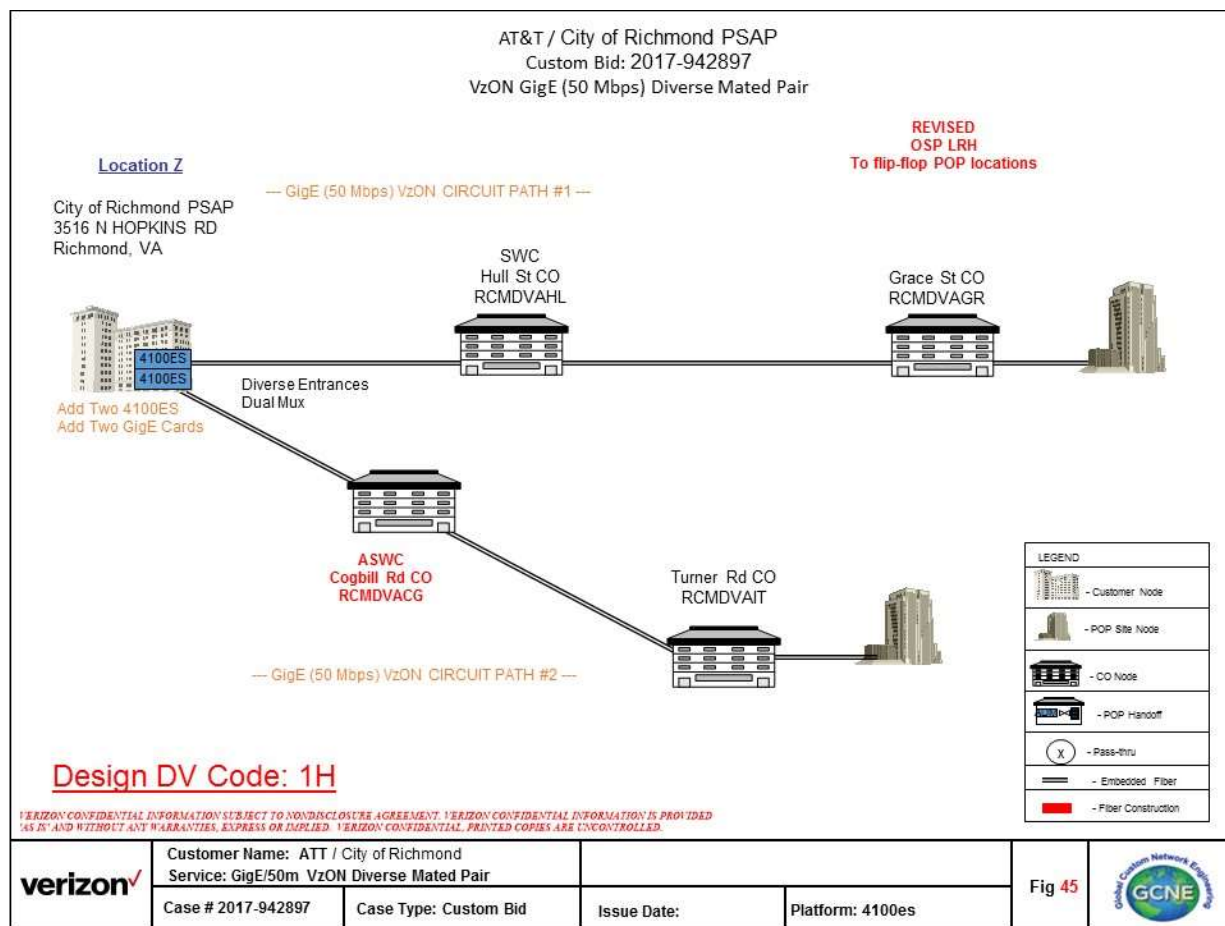 AT&T / City of Richmond PSAP
Custom Bid: 2017-942897
VzON GigE (50 Mbps) Diverse Mated Pair
REVISED
OSP LRH
To flip-flop POP locations
Location Z
--- GigE (50 Mbps) VzON CIRCUIT PATH #1 ---
City of Richmond PSAP
3516 N HOPKINS RD
Richmond, VA
SWC
Hull St CO
RCMDVAHL
Grace St CO
RCMDVAGR
4100ES
4100ES
Diverse Entrances
Dual Mux
Add Two 4100ES
Add Two GigE Cards
ASWC
Cogbill Rd CO
RCMDVACG
Turner Rd CO
RCMDVAIT
--- GigE (50 Mbps) VzON CIRCUIT PATH #2 ---
LEGEND
- Customer Node
- POP Site Node
- CO Node
- POP Handoff
X
- Pass-thru
- Embedded Fiber
- Fiber Construction
Design DV Code: 1H
VERIZON CONFIDENTIAL INFORMATION SUBJECT TO NONDISCLOSURE AGREEMENT. VERIZON CONFIDENTIAL INFORMATION IS PROVIDED
'AS IS' AND WITHOUT ANY WARRANTIES, EXPRESS OR IMPLIED. VERIZON CONFIDENTIAL, PRINTED COPIES ARE UNCONTROLLED.
verizon
Customer Name: ATT / City of Richmond
Service: GigE/50m VzON Diverse Mated Pair
Case # 2017-942897
Case Type: Custom Bid
Issue Date:
Platform: 4100es
Fig 45
Global Custom Network Engineering
GCNE